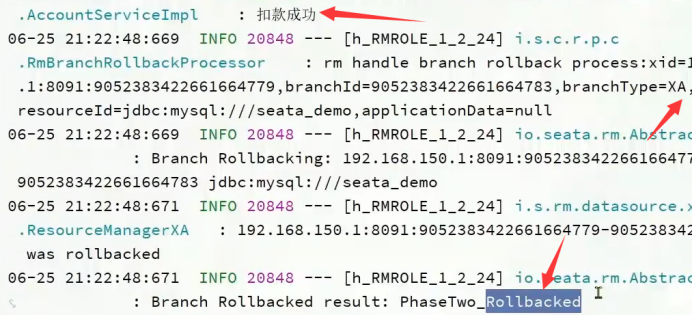 .AccountServiceImpl : 扣款成功
06-25 21:22:48:669 INFO 20848 --- [h_RMROLE_1_2_24] i.s.c.r.p.c
.RmBranchRollbackProcessor : rm handle branch rollback process:xid=1
.1:8091:9052383422661664779,branchId=9052383422661664783,branchType=XA,
resourceId=jdbc:mysql:///seata_demo,applicationData=null
06-25 21:22:48:669 INFO 20848 --- [h_RMROLE_1_2_24] io.seata.rm.Abstrac
: Branch Rollbacking: 192.168.150.1:8091:90523834226616647
9052383422661664783 jdbc:mysql:///seata_demo
06-25 21:22:48:671 INFO 20848 --- [h_RMROLE_1_2_24] i.s.rm.datasource.x
.ResourceManagerXA : 192.168.150.1:8091:9052383422661664779-905238342
was rollbacked
06-25 21:22:48:671 INFO 20848 --- [h_RMROLE_1_2_24] io.seata.rm.Abstrac
: Branch Rollbacked result: PhaseTwo_Rollbacked